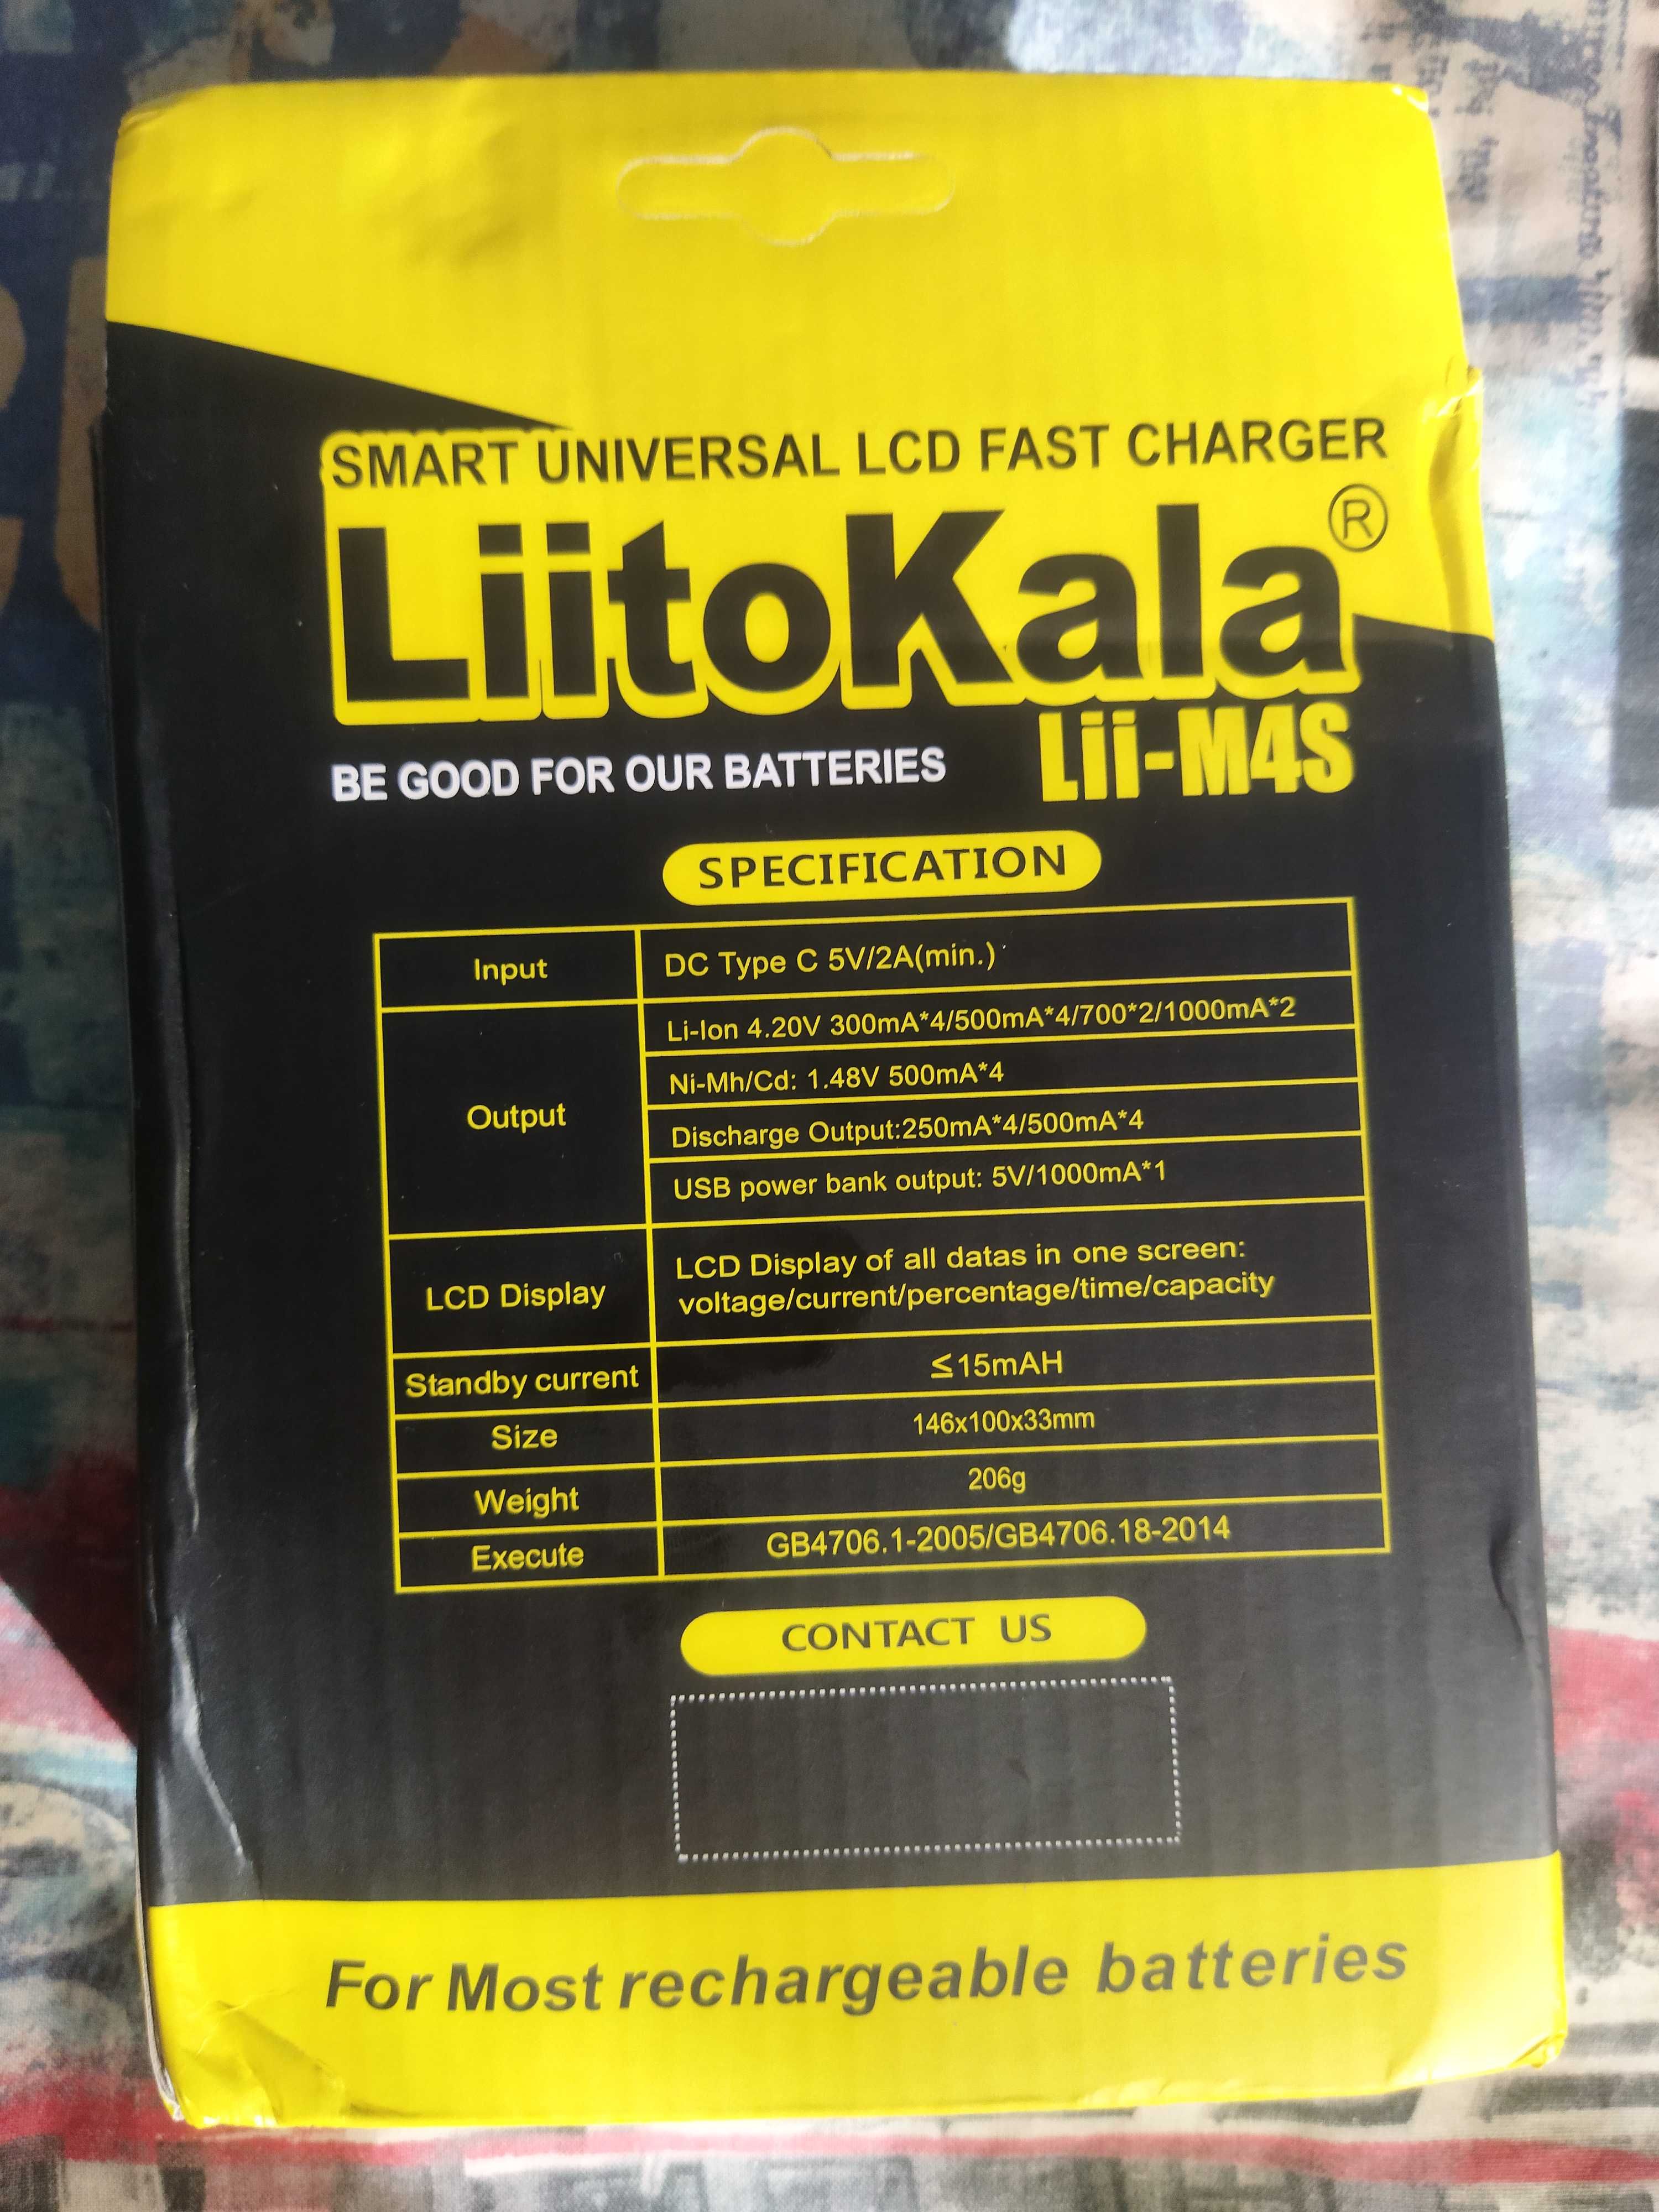 SMART UNIVERSAL LCD FAST CHARGER
LiitoKala®
BE GOOD FOR OUR BATTERIES
Lii-M4S
SPECIFICATION
Input
DC Type C 5V/2A(min.)
Output
Li-Ion 4.20V 300mA*4/500mA*4/700*2/1000mA*2
Ni-Mh/Cd: 1.48V 500mA*4
Discharge Output:250mA*4/500mA*4
USB power bank output: 5V/1000mA*1
LCD Display
LCD Display of all datas in one screen:
voltage/current/percentage/time/capacity
Standby current
≤15mAH
Size
146x100x33mm
Weight
206g
Execute
GB4706.1-2005/GB4706.18-2014
CONTACT US
For Most rechargeable batteries